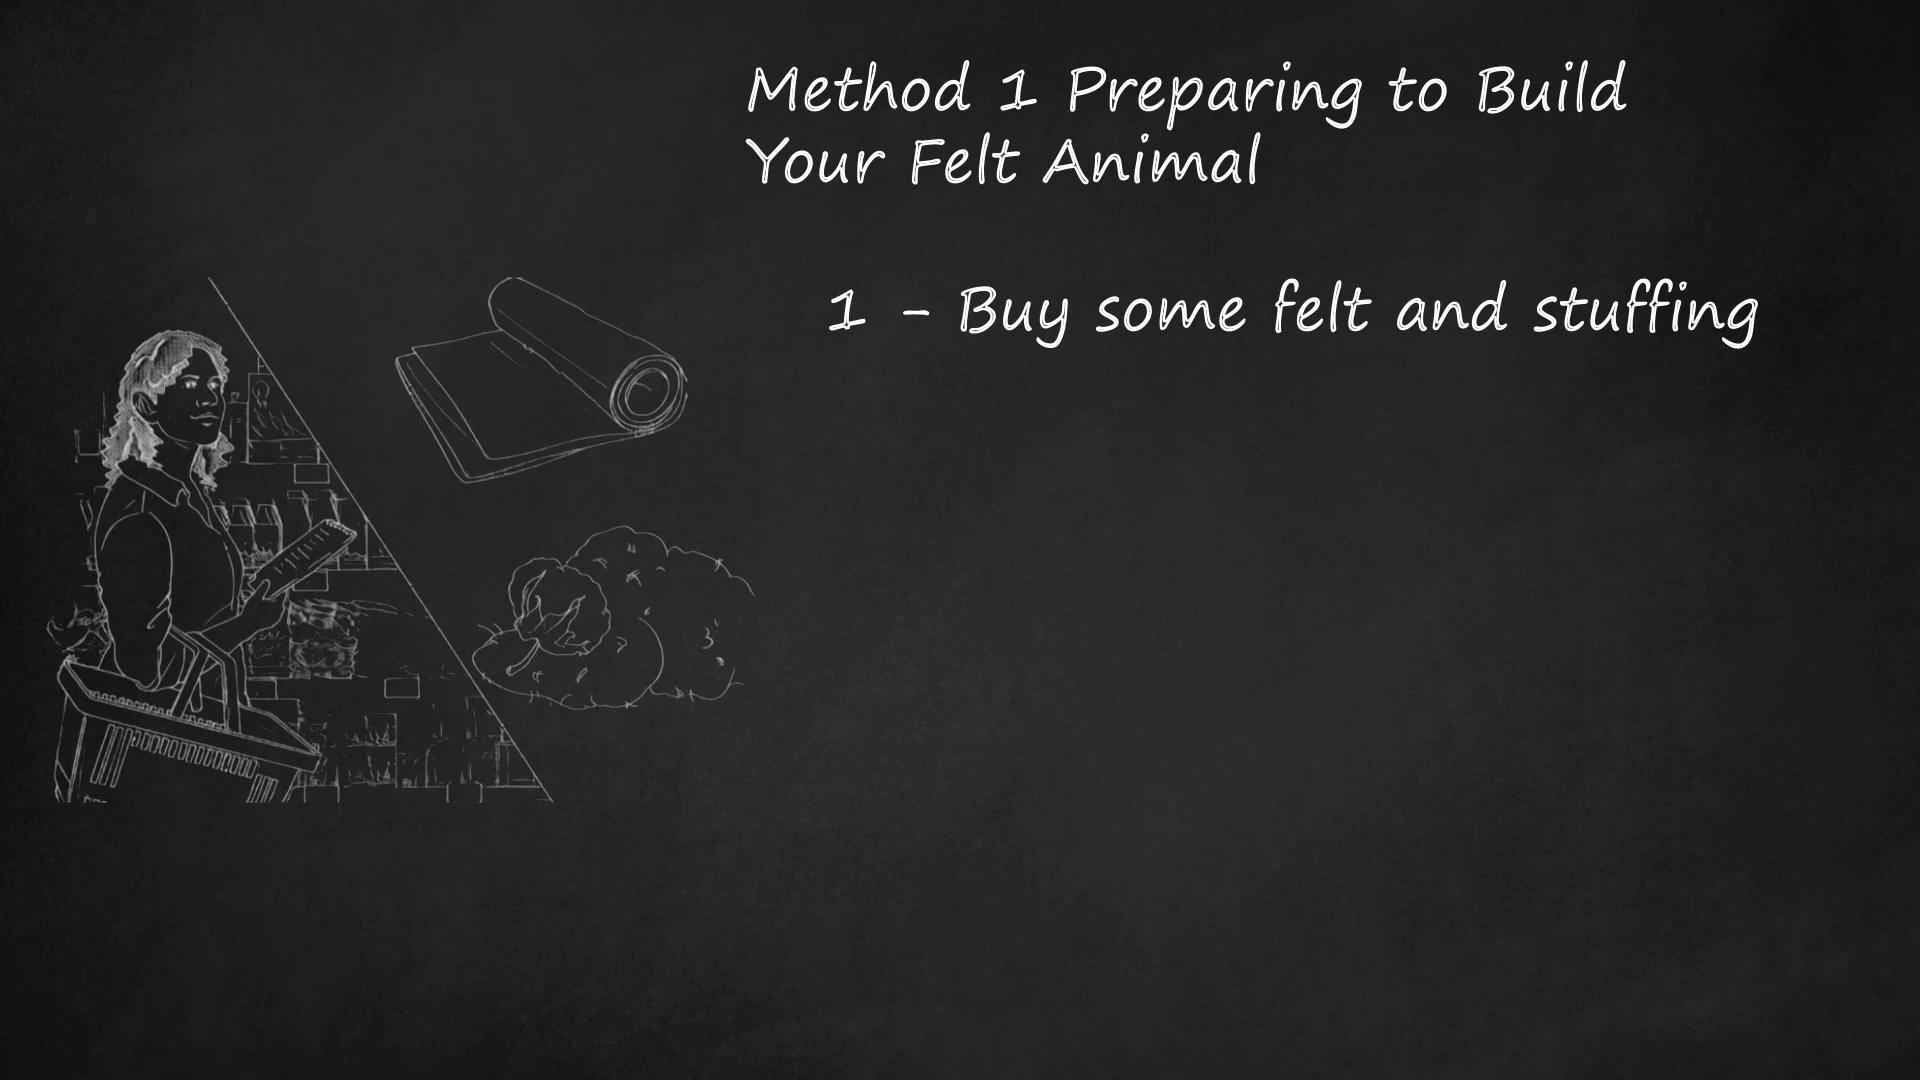 Method 1 Preparing to Build
Your Felt Animal
1 - Buy some felt and stuffing